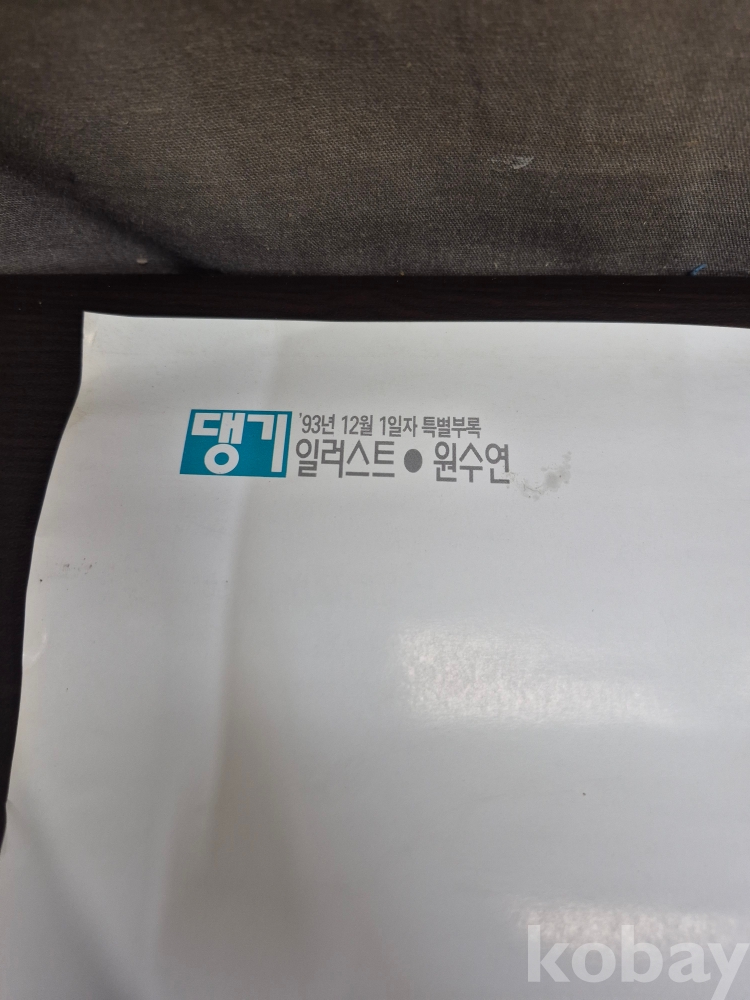 댕기
'93년 12월 1일자 특별부록
일러스트 ● 원수연
kobay